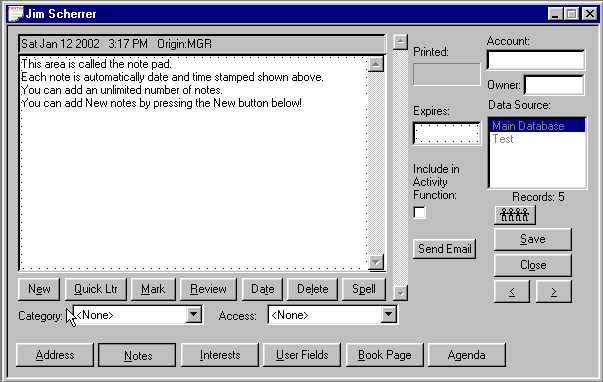 Jim Scherrer
Sat Jan 12 2002 3:17 PM Origin:MGR
This area is called the note pad.
Each note is automatically date and time stamped shown above.
You can add an unlimited number of notes.
You can add New notes by pressing the New button below!
Printed:
Expires:
Include in
Activity
Function:
Send Email
Account:
Owner:
Data Source:
Main Database
Test
Records: 5
Save
Close
<
>
New
Quick Ltr
Mark
Review
Date
Delete
Spell
Category:
<None>
Access:
<None>
Address
Notes
Interests
User Fields
Book Page
Agenda